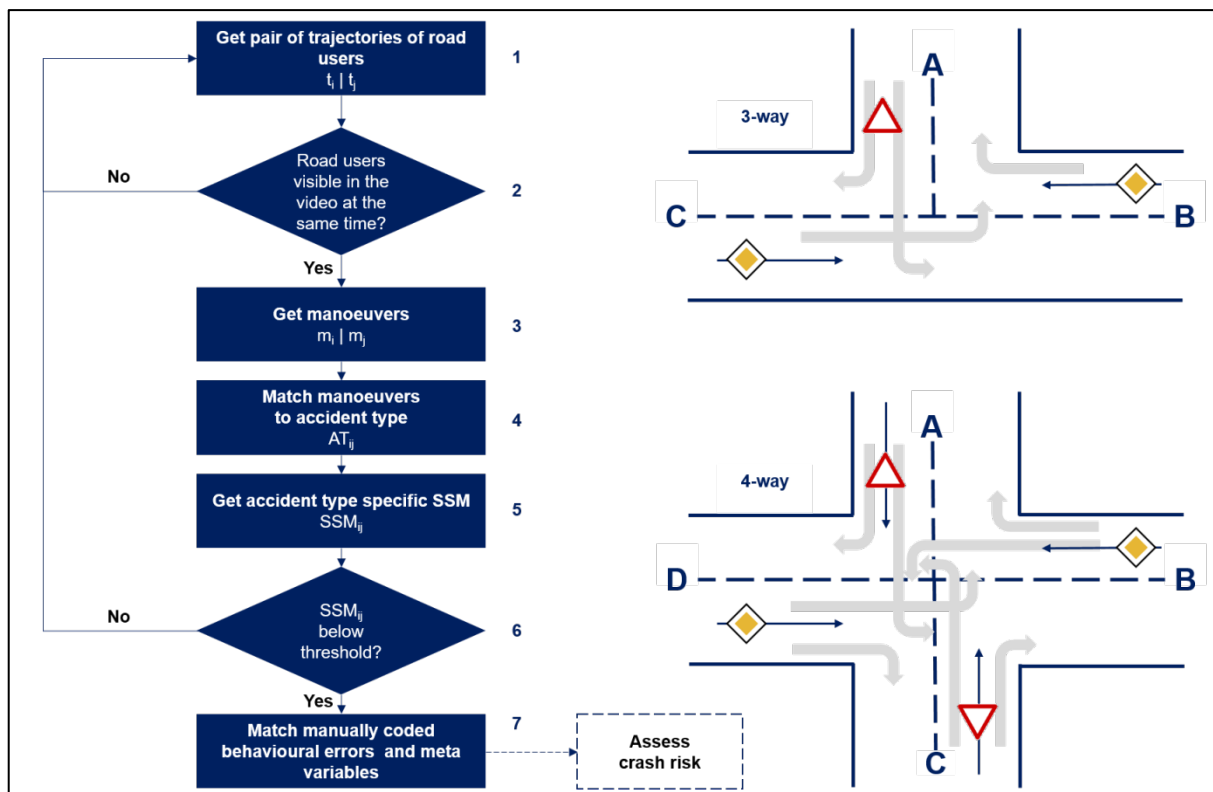 Get pair of trajectories of road
users
ti | tj
1
Road users
visible in the
video at the
same time?
2
No
Yes
Get manoeuvers
mi | mj
3
Match manoeuvers
to accident type
ATij
4
Get accident type specific SSM
SSMij
5
SSMij
below
threshold?
6
No
Yes
Match manually coded
behavioural errors and meta
variables
7
Assess
crash risk
3-way
A
C
B
4-way
A
D
B
C